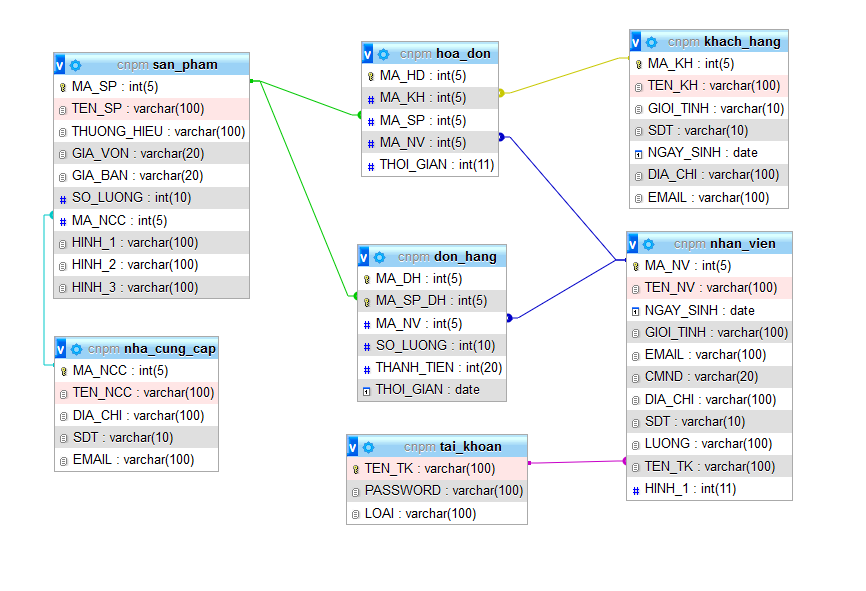 v cnpm san_pham
MA_SP : int(5)
TEN_SP : varchar(100)
THUONG_HIEU : varchar(100)
GIA_VON : varchar(20)
GIA_BAN : varchar(20)
# SO_LUONG : int(10)
# MA_NCC : int(5)
HINH_1 : varchar(100)
HINH_2 : varchar(100)
HINH_3 : varchar(100)
v cnpm nha_cung_cap
MA_NCC : int(5)
TEN_NCC : varchar(100)
DIA_CHI : varchar(100)
SDT : varchar(10)
EMAIL : varchar(100)
v cnpm hoa_don
MA_HD : int(5)
# MA_KH : int(5)
# MA_SP : int(5)
# MA_NV : int(5)
# THOI_GIAN : int(11)
v cnpm don_hang
MA_DH : int(5)
MA_SP_DH : int(5)
# MA_NV : int(5)
# SO_LUONG : int(10)
# THANH_TIEN : int(20)
THOI_GIAN : date
v cnpm tai_khoan
TEN_TK : varchar(100)
PASSWORD : varchar(100)
LOAI : varchar(100)
v cnpm khach_hang
MA_KH : int(5)
TEN_KH : varchar(100)
GIOI_TINH : varchar(10)
SDT : varchar(10)
NGAY_SINH : date
DIA_CHI : varchar(100)
EMAIL : varchar(100)
v cnpm nhan_vien
MA_NV : int(5)
TEN_NV : varchar(100)
NGAY_SINH : date
GIOI_TINH : varchar(100)
EMAIL : varchar(100)
CMND : varchar(20)
DIA_CHI : varchar(100)
SDT : varchar(10)
LUONG : varchar(100)
TEN_TK : varchar(100)
# HINH_1 : int(11)